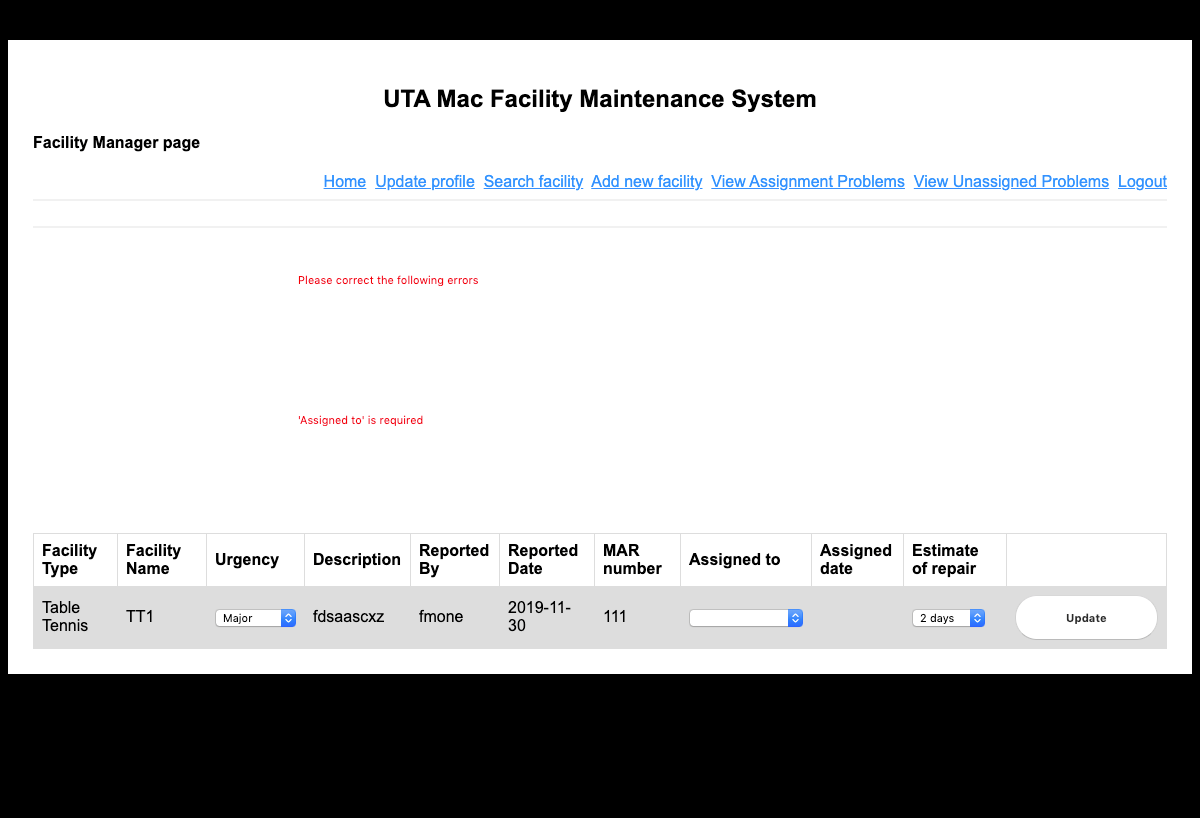 UTA Mac Facility Maintenance System
Facility Manager page
Home Update profile Search facility Add new facility View Assignment Problems View Unassigned Problems Logout
Please correct the following errors
'Assigned to' is required
Facility Type Facility Name Urgency Description Reported By Reported Date MAR number Assigned to Assigned date Estimate of repair
Table Tennis TT1 Major fdsaascxz fmone 2019-11-30 111 2 days Update